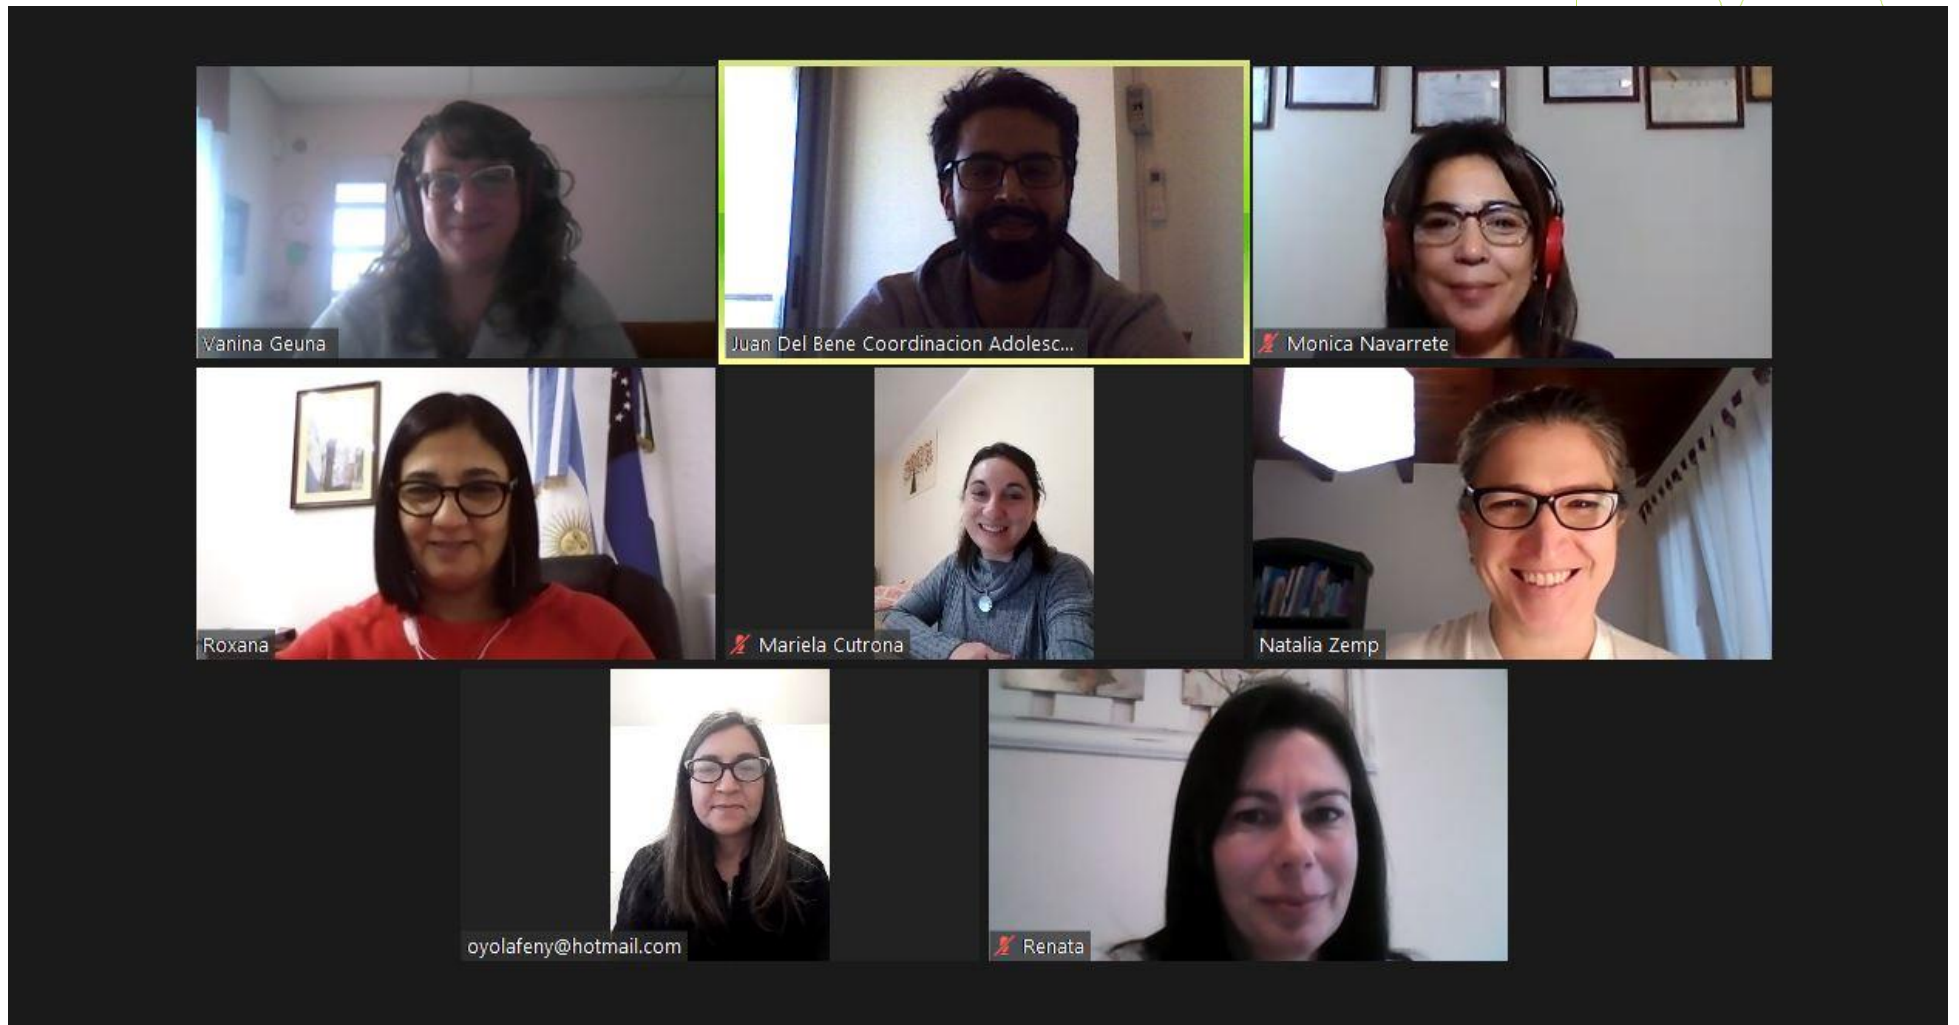 Vanina Geuna
Juan Del Bene Coordinacion Adolesc...
Monica Navarrete
Roxana
Mariela Cutrona
Natalia Zemp
oyolafeny@hotmail.com
Renata